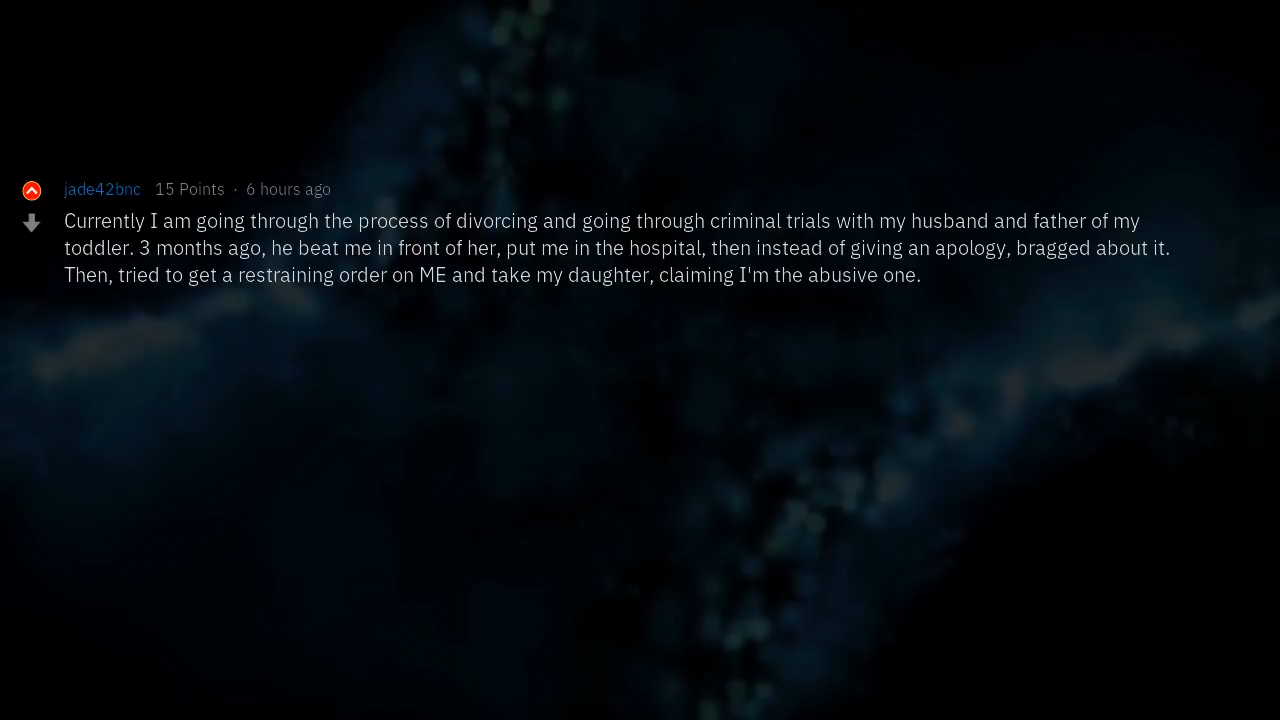 jade42bnc 15 Points · 6 hours ago
Currently I am going through the process of divorcing and going through criminal trials with my husband and father of my
toddler. 3 months ago, he beat me in front of her, put me in the hospital, then instead of giving an apology, bragged about it.
Then, tried to get a restraining order on ME and take my daughter, claiming I'm the abusive one.